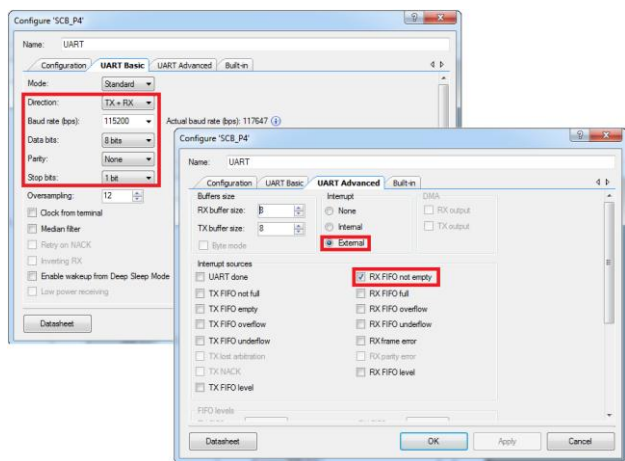 Configure 'SCB_P4'
Name: UART
Configuration UART Basic UART Advanced Built-in
Mode: Standard
Direction: TX + RX
Baud rate (bps): 115200 Actual baud rate (bps): 117647
Data bits: 8 bits
Parity: None
Stop bits: 1 bit
Oversampling: 12
Clock from terminal
Median filter
Retry on NACK
Inverting RX
Enable wakeup from Deep Sleep Mode
Low power receiving
Datasheet
Configure 'SCB_P4'
Name: UART
Configuration UART Basic UART Advanced Built-in
Buffers size Interrupt DMA
RX buffer size: 8 None RX output
TX buffer size: 8 Internal TX output
Byte mode External
Interrupt sources
UART done RX FIFO not empty
TX FIFO not full RX FIFO full
TX FIFO empty RX FIFO overflow
TX FIFO overflow RX FIFO underflow
TX FIFO underflow RX frame error
TX lost arbitration RX parity error
TX NACK RX FIFO level
TX FIFO level
FIFO levels
Datasheet OK Apply Cancel